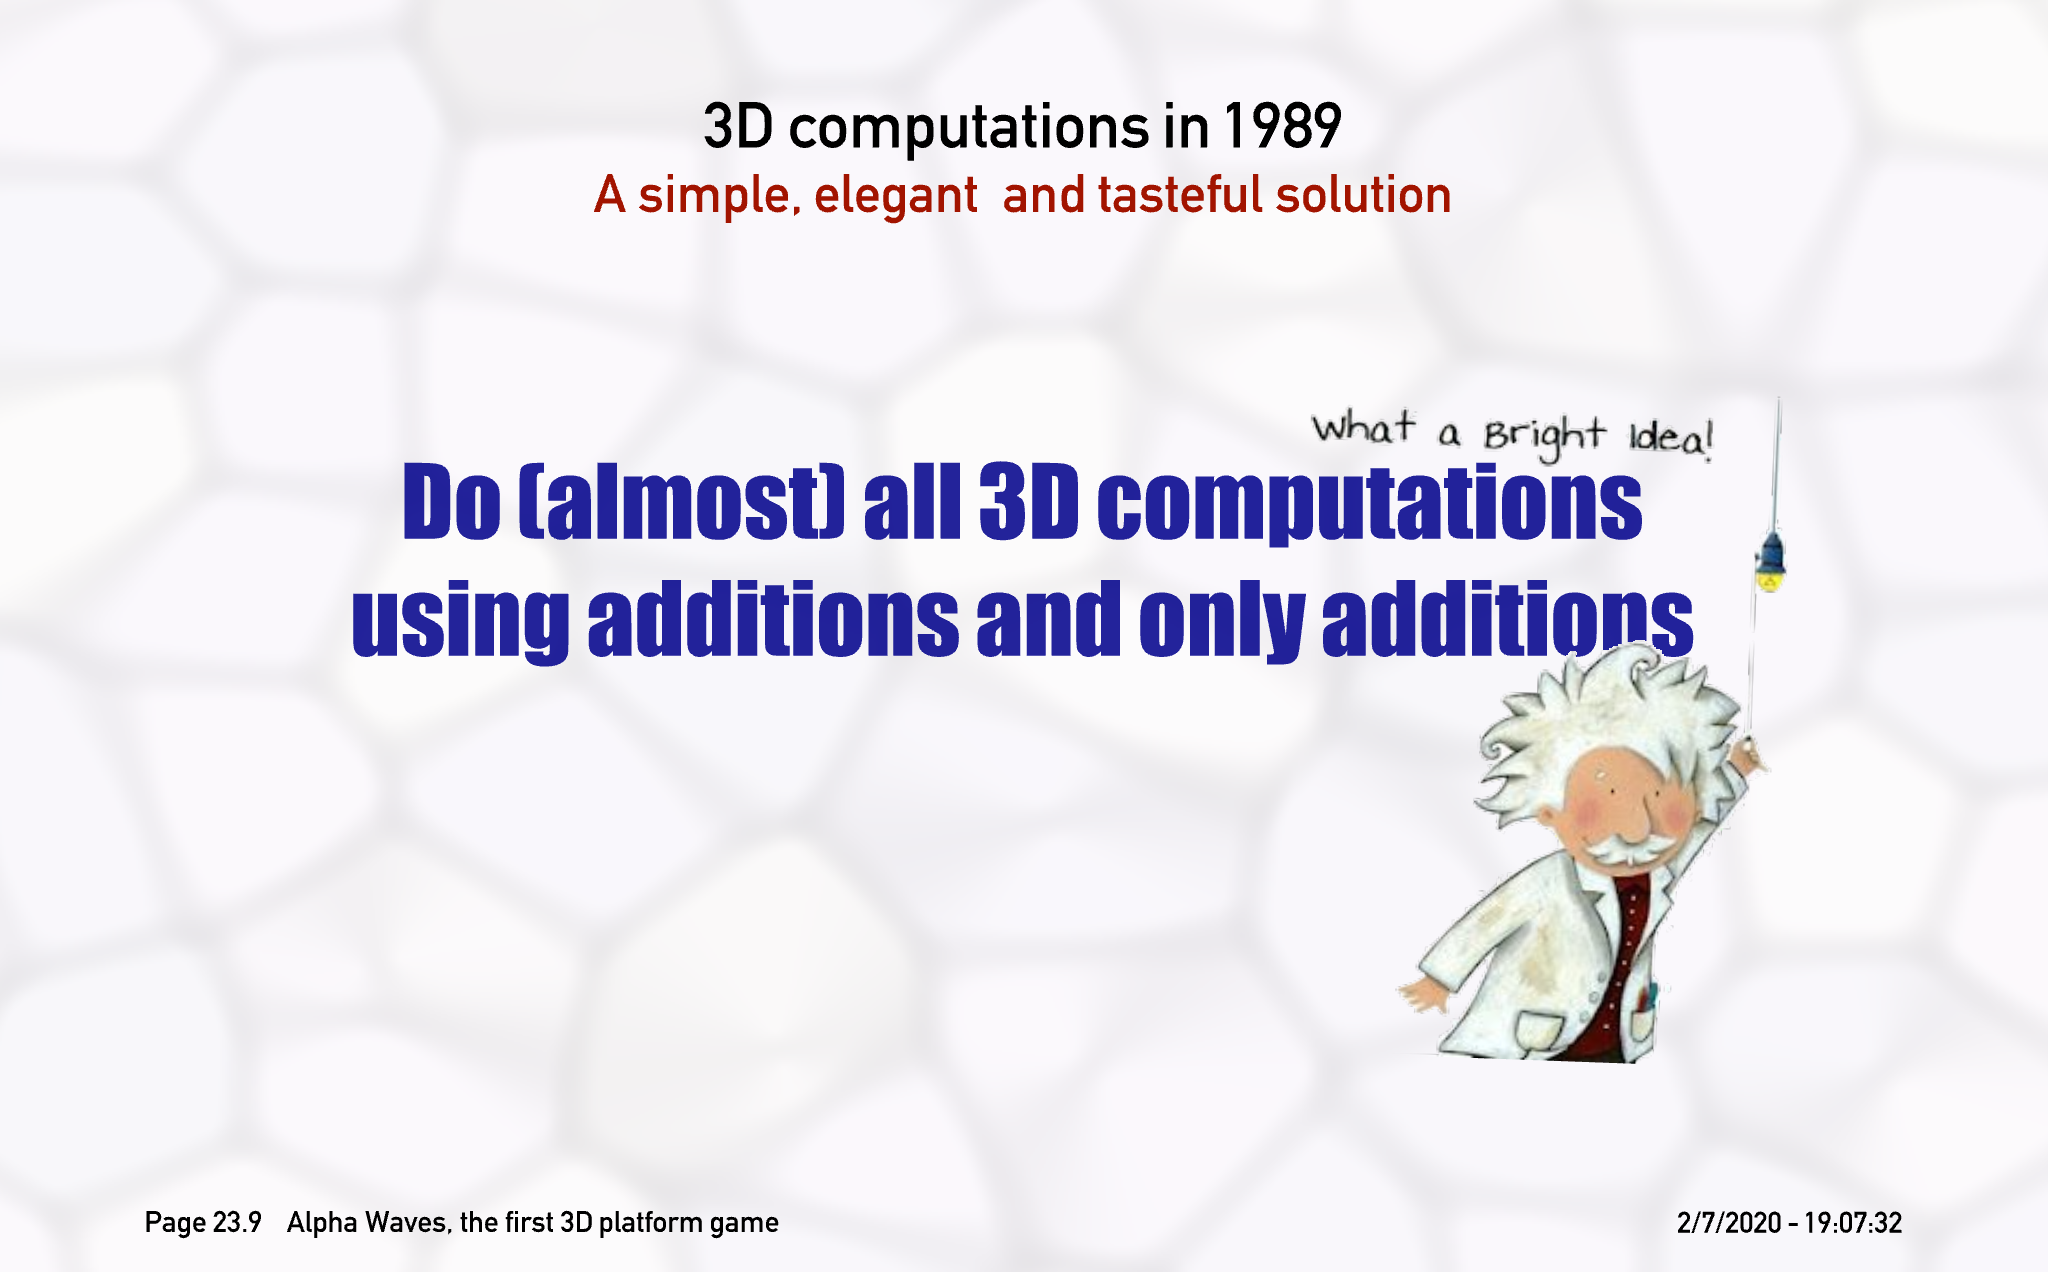 3D computations in 1989
A simple, elegant  and tasteful solution
What a Bright Idea!
Do (almost) all 3D computations
using additions and only additions
Page 23.9    Alpha Waves, the first 3D platform game
2/7/2020 - 19:07:32